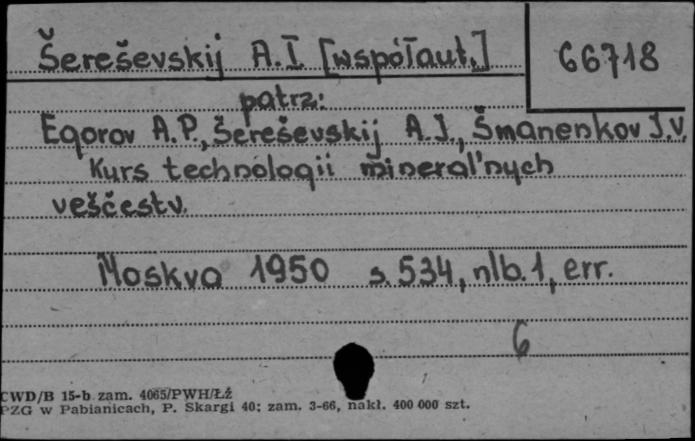 Šereševskij A.I. [współaut.]
66718
patrz:
Egorov A.P., Šereševskij A.I., Šmanenkov I.V.
Kurs technologii mineral'nych
veščestv.
Moskva 1950 s. 534, nlb. 1, err.
6
CWD/B 15-b zam. 4065/PWH/ŁŹ
PZG w Pabianicach, P. Skargi 40; zam. 3-66, nakł. 400 000 szt.